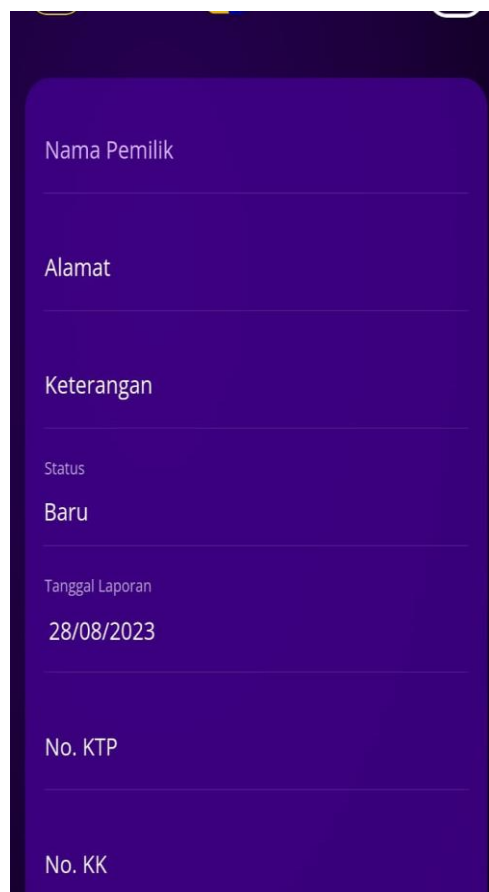 Nama Pemilik
Alamat
Keterangan
Status
Baru
Tanggal Laporan
28/08/2023
No. KTP
No. KK